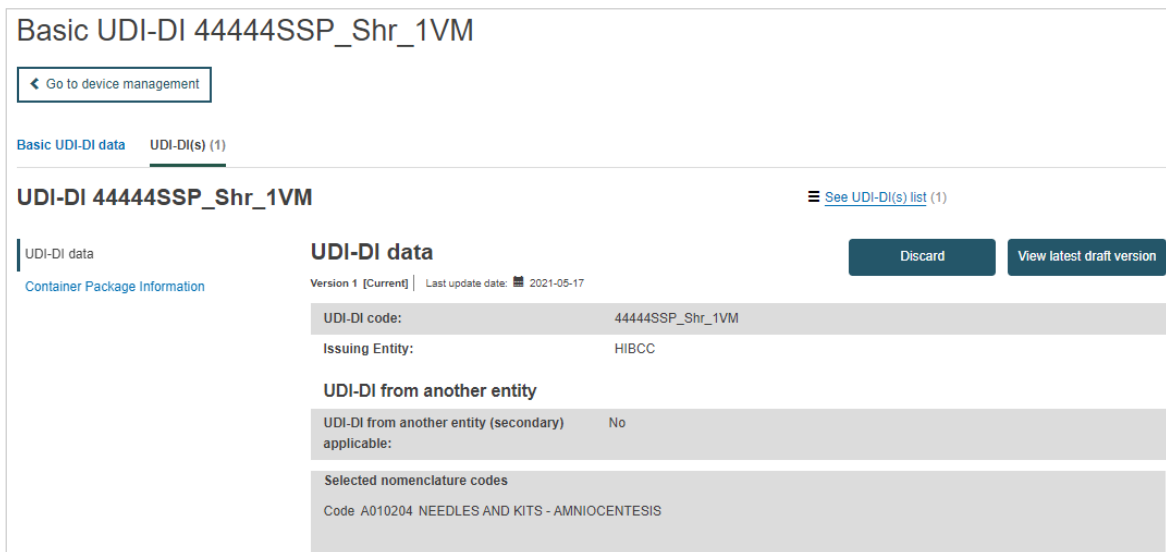 Basic UDI-DI 44444SSP_Shr_1VM
Go to device management
Basic UDI-DI data UDI-DI(s) (1)
UDI-DI 44444SSP_Shr_1VM
See UDI-DI(s) list (1)
UDI-DI data
Container Package Information
UDI-DI data
Discard
View latest draft version
Version 1 [Current] Last update date: 2021-05-17
UDI-DI code: 44444SSP_Shr_1VM
Issuing Entity: HIBCC
UDI-DI from another entity
UDI-DI from another entity (secondary) No
applicable:
Selected nomenclature codes
Code A010204 NEEDLES AND KITS - AMNIOCENTESIS